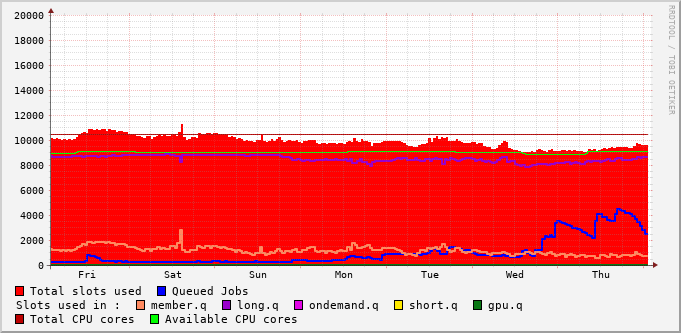 RRDTOOL / TOBI OETIKER
20000
18000
16000
14000
12000
10000
8000
6000
4000
2000
0
Fri Sat Sun Mon Tue Wed Thu
Total slots used Queued Jobs
Slots used in : member.q long.q ondemand.q short.q gpu.q
Total CPU cores Available CPU cores